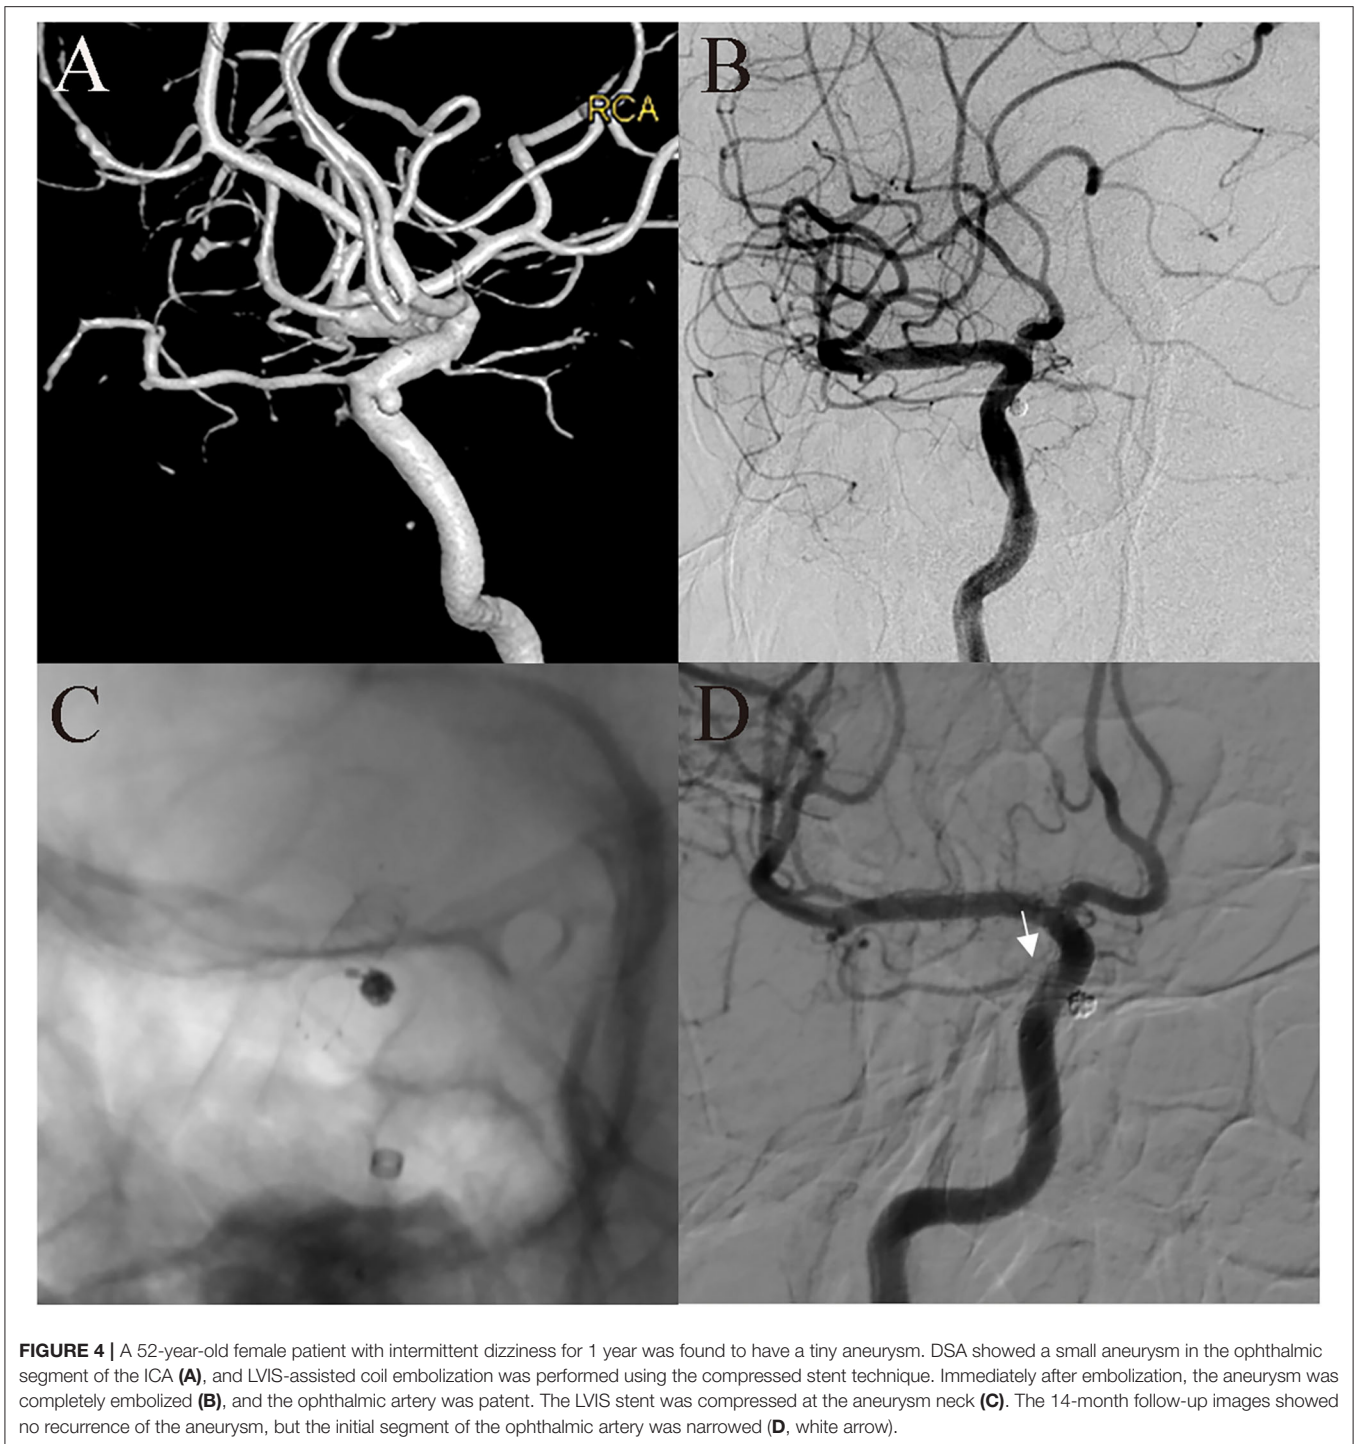 A
RCA
B
C
D
FIGURE 4 | A 52-year-old female patient with intermittent dizziness for 1 year was found to have a tiny aneurysm. DSA showed a small aneurysm in the ophthalmic
segment of the ICA (A), and LVIS-assisted coil embolization was performed using the compressed stent technique. Immediately after embolization, the aneurysm was
completely embolized (B), and the ophthalmic artery was patent. The LVIS stent was compressed at the aneurysm neck (C). The 14-month follow-up images showed
no recurrence of the aneurysm, but the initial segment of the ophthalmic artery was narrowed (D, white arrow).